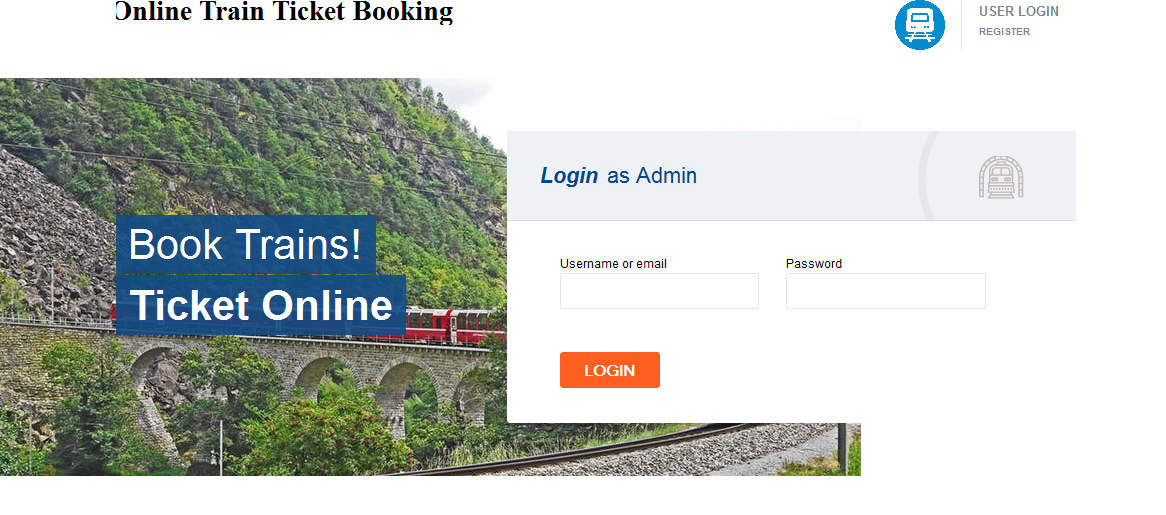 Online Train Ticket Booking
USER LOGIN
REGISTER
Login as Admin
Book Trains!
Ticket Online
Username or email
Password
LOGIN